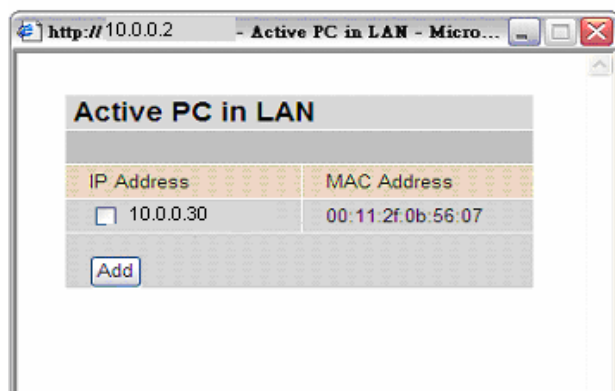 http://10.0.0.2 - Active PC in LAN - Micro...
Active PC in LAN
IP Address MAC Address
10.0.0.30 00:11:2f:0b:56:07
Add